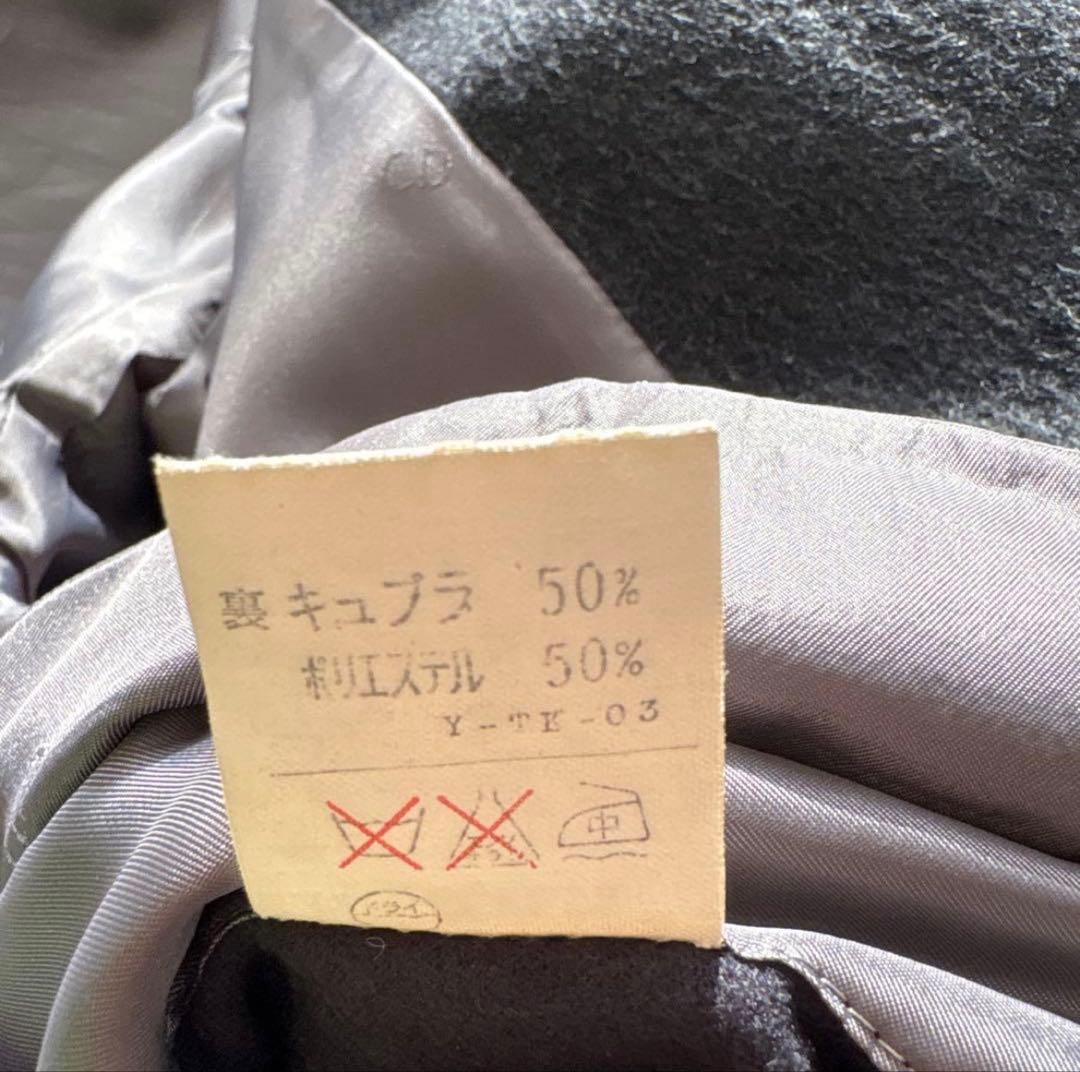 裏 キュプラ 50%
ポリエステル 50%
Y-TK-03
中
ドライ